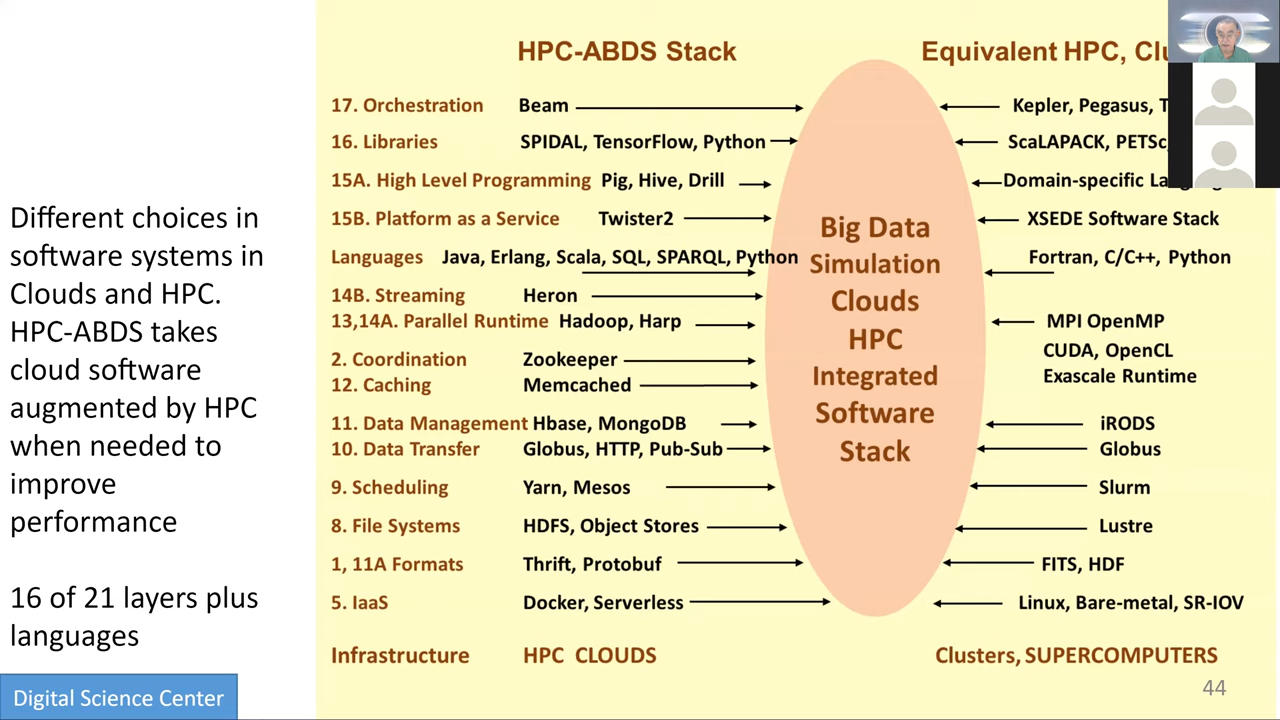 HPC-ABDS Stack Equivalent HPC,
17. Orchestration Beam Kepler, Pegasus,
16. Libraries SPIDAL, TensorFlow, Python ScaLAPACK, PETSc,
15A. High Level Programming Pig, Hive, Drill Domain-specific
15B. Platform as a Service Twister2 XSEDE Software Stack
Languages Java, Erlang, Scala, SQL, SPARQL, Python Fortran, C/C++, Python
14B. Streaming Heron
13,14A. Parallel Runtime Hadoop, Harp MPI OpenMP
CUDA, OpenCL
2. Coordination Zookeeper
Exascale Runtime
12. Caching Memcached
11. Data Management Hbase, MongoDB iRODS
10. Data Transfer Globus, HTTP, Pub-Sub Globus
9. Scheduling Yarn, Mesos Slurm
8. File Systems HDFS, Object Stores Lustre
1, 11A Formats Thrift, Protobuf FITS, HDF
5. IaaS Docker, Serverless Linux, Bare-metal, SR-IOV
Infrastructure HPC CLOUDS Clusters, SUPERCOMPUTERS
Big Data
Simulation
Clouds
HPC
Integrated
Software
Stack
Different choices in
software systems in
Clouds and HPC.
HPC-ABDS takes
cloud software
augmented by HPC
when needed to
improve
performance
16 of 21 layers plus
languages
Digital Science Center
44